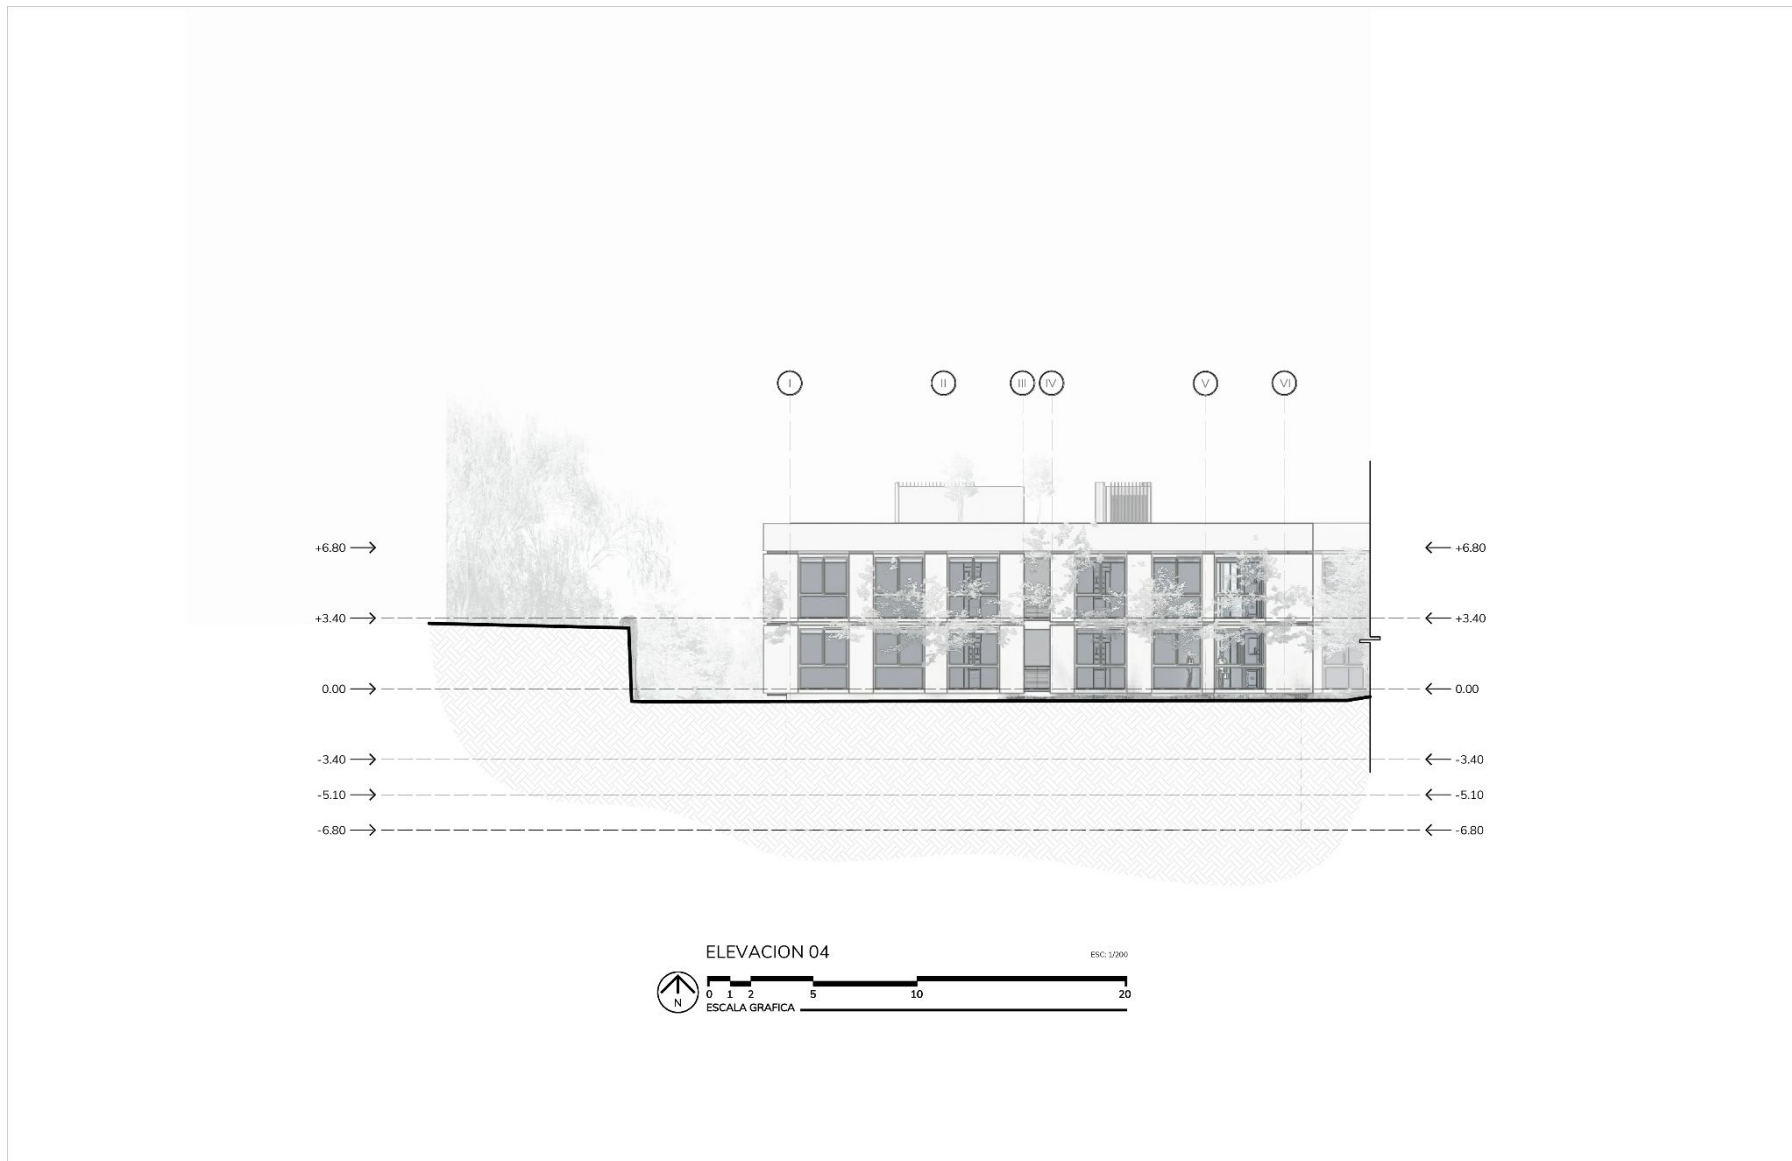 I II III IV V VI
+6.80 +6.80
+3.40 +3.40
0.00 0.00
-3.40 -3.40
-5.10 -5.10
-6.80 -6.80
ELEVACION 04 ESC: 1/200
N
0 1 2 5 10 20
ESCALA GRAFICA